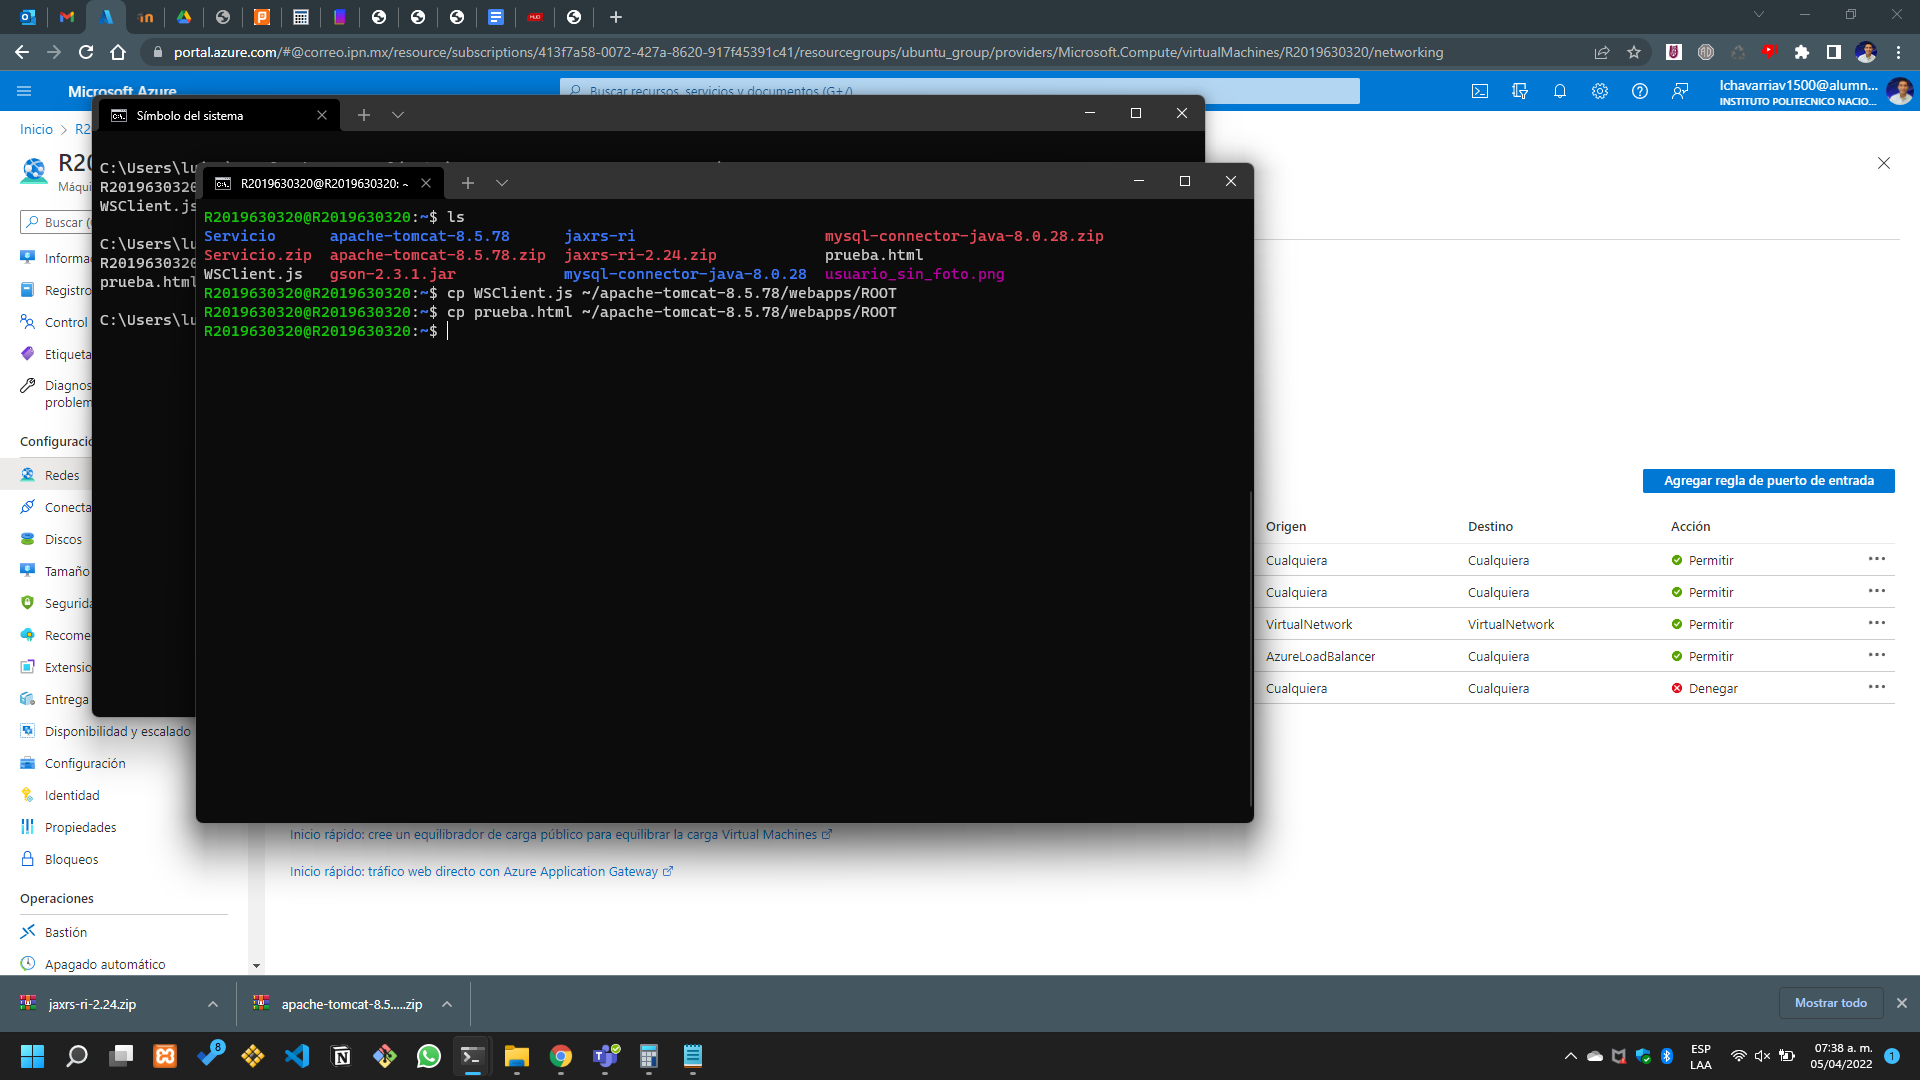 portal.azure.com/#@correo.ipn.mx/resource/subscriptions/413f7a58-0072-427a-8620-917f45391c41/resourcegroups/ubuntu_group/providers/Microsoft.Compute/virtualMachines/R2019630320/networking
Microsoft Azure
Buscar recursos, servicios y documentos (G+/)
lchavarriav1500@alumn...
INSTITUTO POLITECNICO NACIO...
Símbolo del sistema
Inicio > R2
R20
Máqui
Buscar (
C:\Users\lu
R2019630320
WSClient.js
C:\Users\lu
R2019630320
prueba.html
C:\Users\lu
R2019630320@R2019630320: ~
R2019630320@R2019630320:~$ ls
Servicio apache-tomcat-8.5.78 jaxrs-ri mysql-connector-java-8.0.28.zip
Servicio.zip apache-tomcat-8.5.78.zip jaxrs-ri-2.24.zip prueba.html
WSClient.js gson-2.3.1.jar mysql-connector-java-8.0.28 usuario_sin_foto.png
R2019630320@R2019630320:~$ cp WSClient.js ~/apache-tomcat-8.5.78/webapps/ROOT
R2019630320@R2019630320:~$ cp prueba.html ~/apache-tomcat-8.5.78/webapps/ROOT
R2019630320@R2019630320:~$
Informa
Registro
Control
Etiqueta
Diagnos
problem
Configuració
Redes
Conecta
Discos
Tamaño
Segurida
Recome
Extensio
Entrega
Disponibilidad y escalado
Configuración
Identidad
Propiedades
Bloqueos
Operaciones
Bastión
Apagado automático
Agregar regla de puerto de entrada
Origen Destino Acción
Cualquiera Cualquiera Permitir ...
Cualquiera Cualquiera Permitir ...
VirtualNetwork VirtualNetwork Permitir ...
AzureLoadBalancer Cualquiera Permitir ...
Cualquiera Cualquiera Denegar ...
Inicio rápido: cree un equilibrador de carga público para equilibrar la carga Virtual Machines
Inicio rápido: tráfico web directo con Azure Application Gateway
jaxrs-ri-2.24.zip
apache-tomcat-8.5.....zip
Mostrar todo
8
ESP
LAA
07:38 a. m.
05/04/2022
1